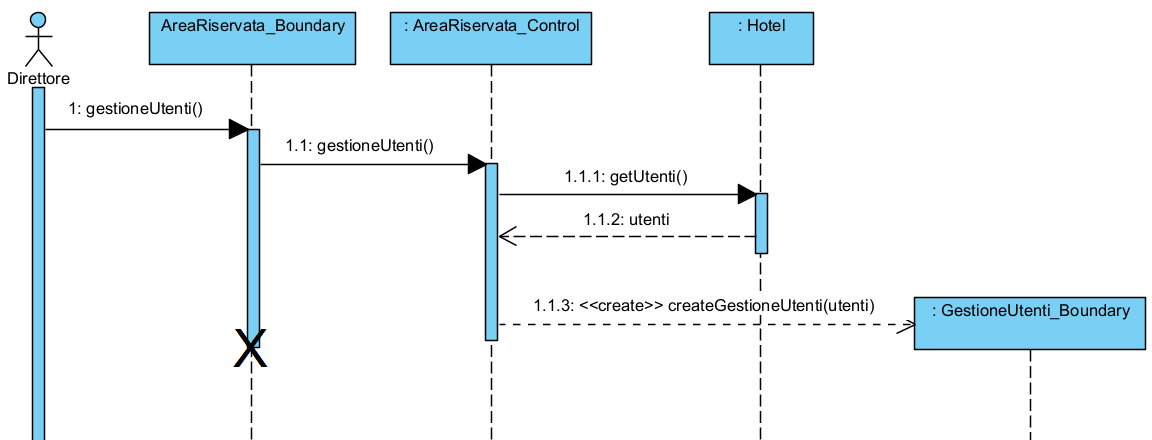 Direttore
AreaRiservata_Boundary
: AreaRiservata_Control
: Hotel
1: gestioneUtenti()
1.1: gestioneUtenti()
1.1.1: getUtenti()
1.1.2: utenti
1.1.3: <<create>> createGestioneUtenti(utenti)
: GestioneUtenti_Boundary